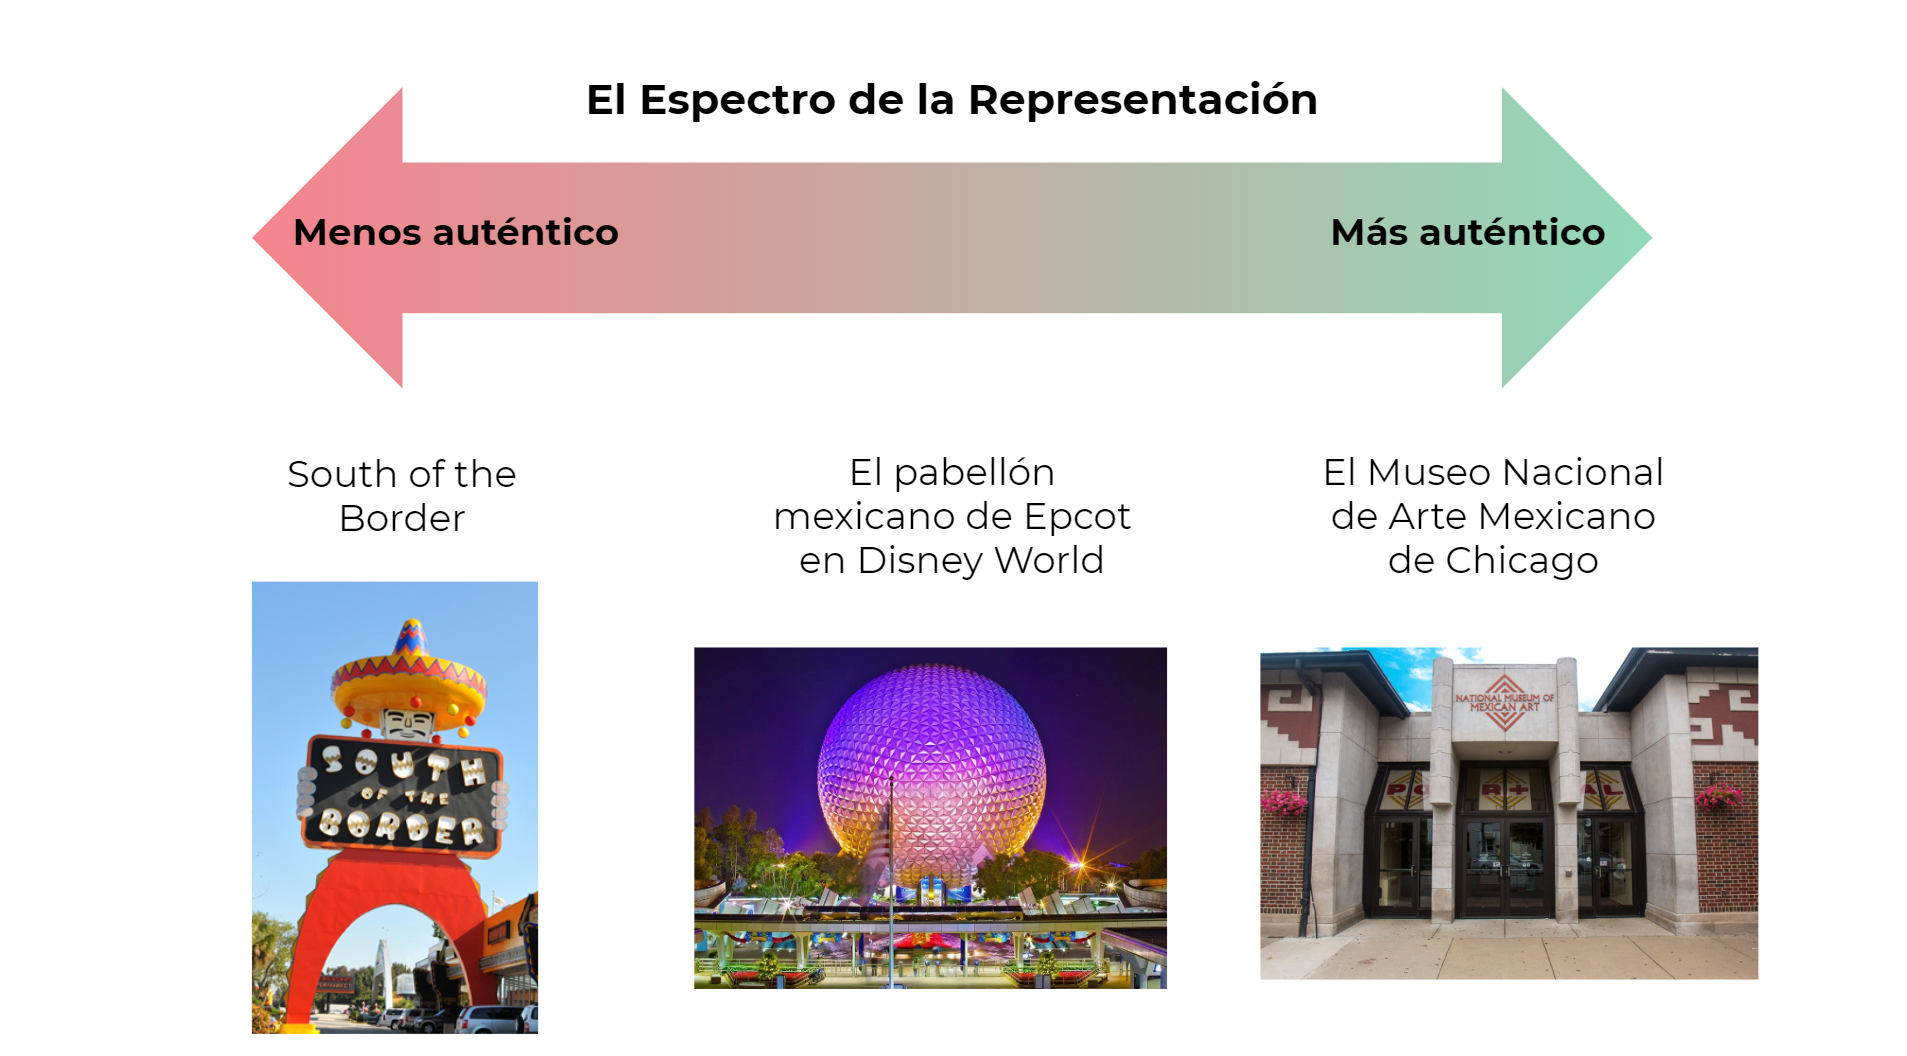 El Espectro de la Representación
Menos auténtico
Más auténtico
South of the
Border
El pabellón
mexicano de Epcot
en Disney World
El Museo Nacional
de Arte Mexicano
de Chicago
SOUTH
OF THE
BORDER
NATIONAL MUSEUM OF
MEXICAN ART